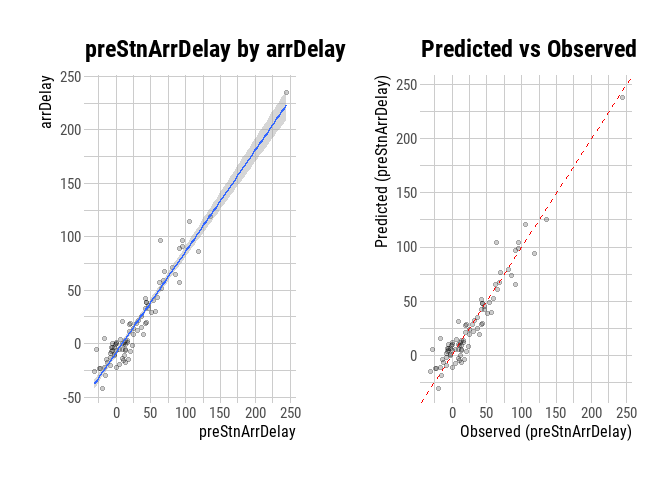 preStnArrDelay by arrDelay
arrDelay
250
200
150
100
50
0
-50
0 50 100 150 200 250
preStnArrDelay
Predicted vs Observed
Predicted (preStnArrDelay)
250
200
150
100
50
0
0 50 100 150 200 250
Observed (preStnArrDelay)